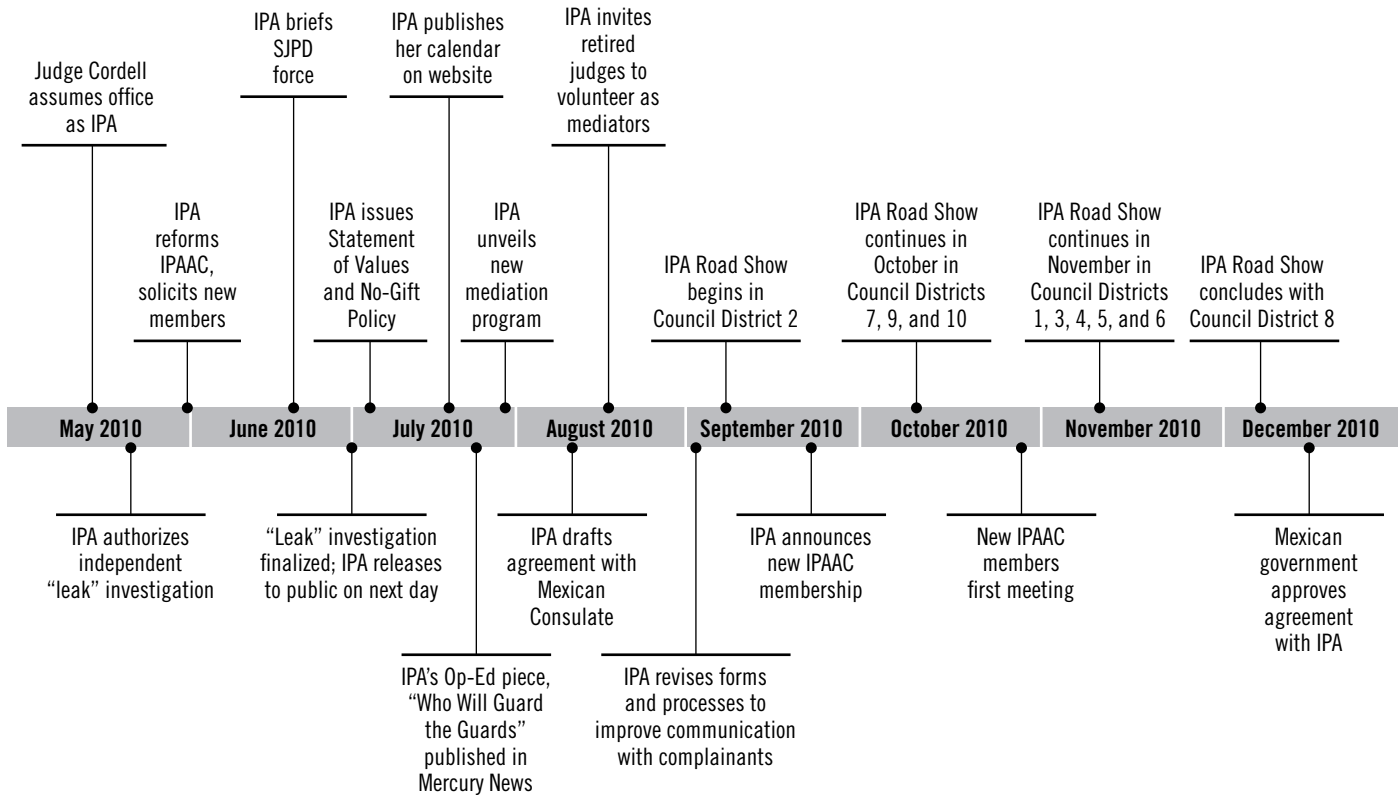 Judge Cordell
assumes office
as IPA
IPA
reforms
IPAAC,
solicits new
members
IPA briefs
SJPD
force
IPA issues
Statement
of Values
and No-Gift
Policy
IPA publishes
her calendar
on website
IPA
unveils
new
mediation
program
IPA invites
retired
judges to
volunteer as
mediators
IPA Road Show
begins in
Council District 2
IPA Road Show
continues in
October in
Council Districts
7, 9, and 10
IPA Road Show
continues in
November in
Council Districts
1, 3, 4, 5, and 6
IPA Road Show
concludes with
Council District 8
May 2010
June 2010
July 2010
August 2010
September 2010
October 2010
November 2010
December 2010
IPA authorizes
independent
“leak” investigation
“Leak” investigation
finalized; IPA releases
to public on next day
IPA’s Op-Ed piece,
“Who Will Guard
the Guards”
published in
Mercury News
IPA drafts
agreement with
Mexican
Consulate
IPA revises forms
and processes to
improve communication
with complainants
IPA announces
new IPAAC
membership
New IPAAC
members
first meeting
Mexican
government
approves
agreement
with IPA